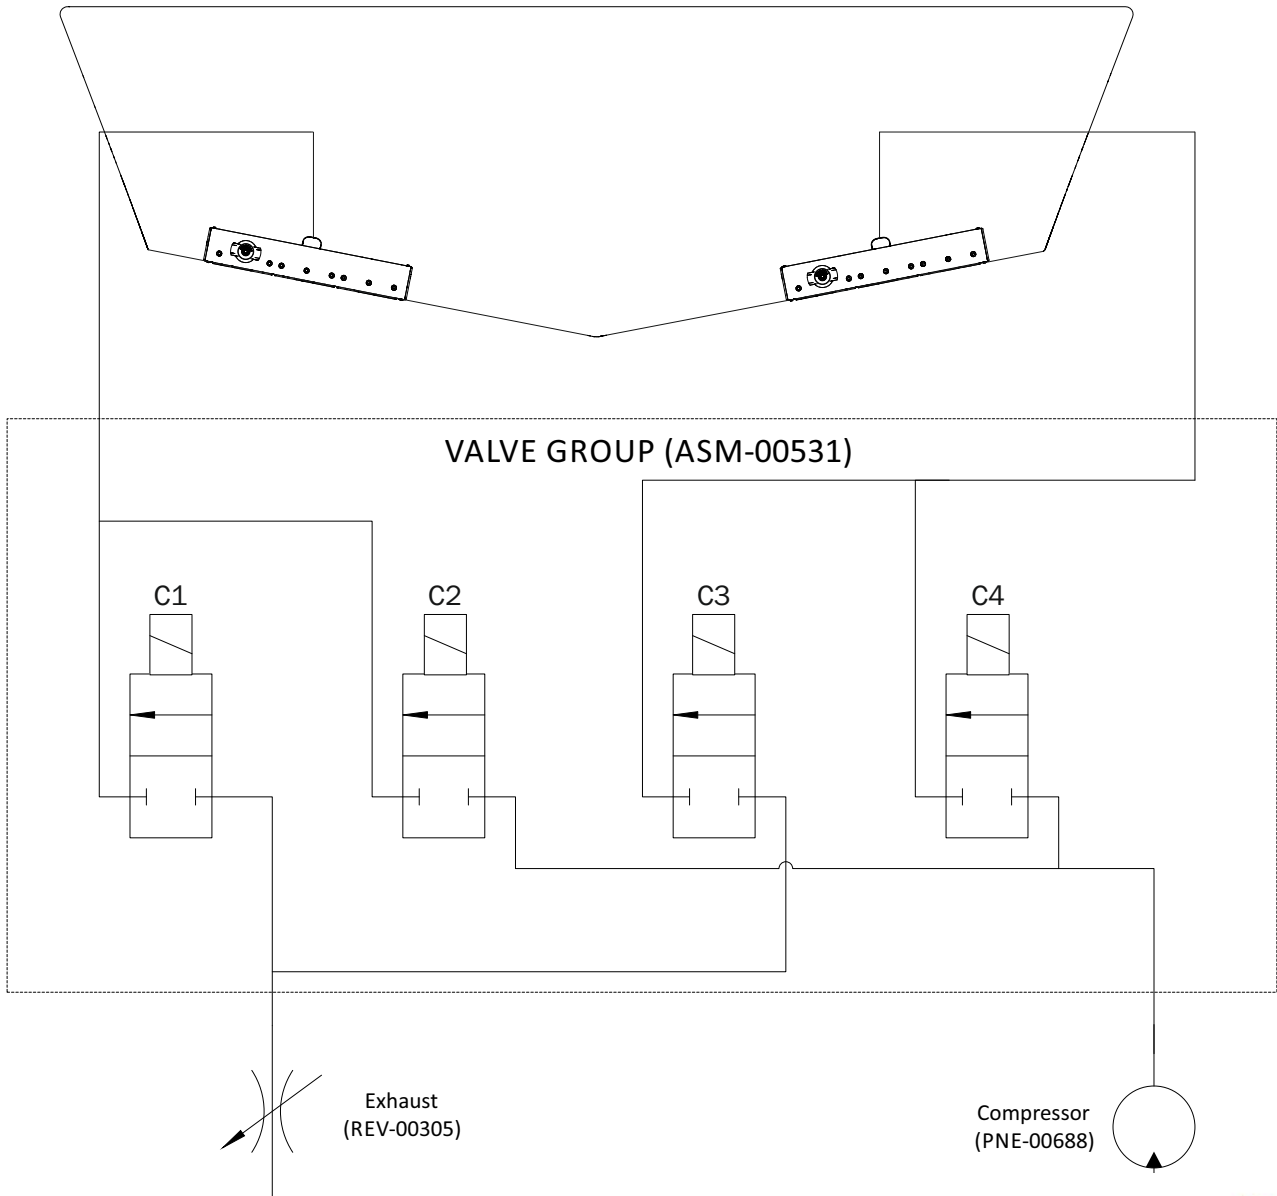 VALVE GROUP (ASM-00531)
C1
C2
C3
C4
Exhaust
(REV-00305)
Compressor
(PNE-00688)